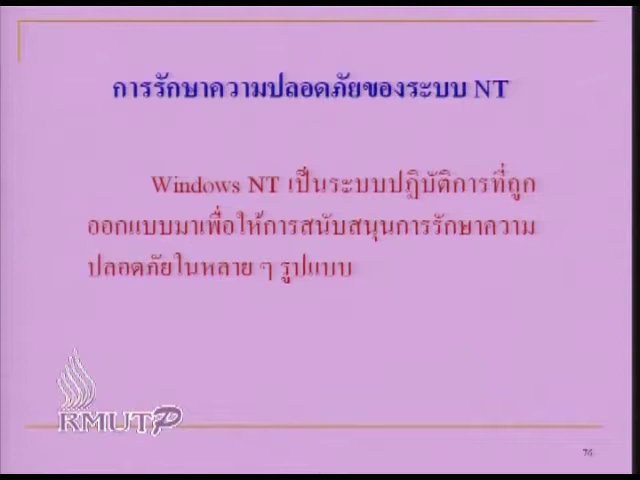 การรักษาความปลอดภัยของระบบ NT
Windows NT เป็นระบบปฏิบัติการที่ถูก
ออกแบบมาเพื่อให้การสนับสนุนการรักษาความ
ปลอดภัยในหลาย ๆ รูปแบบ
RMUTP
76